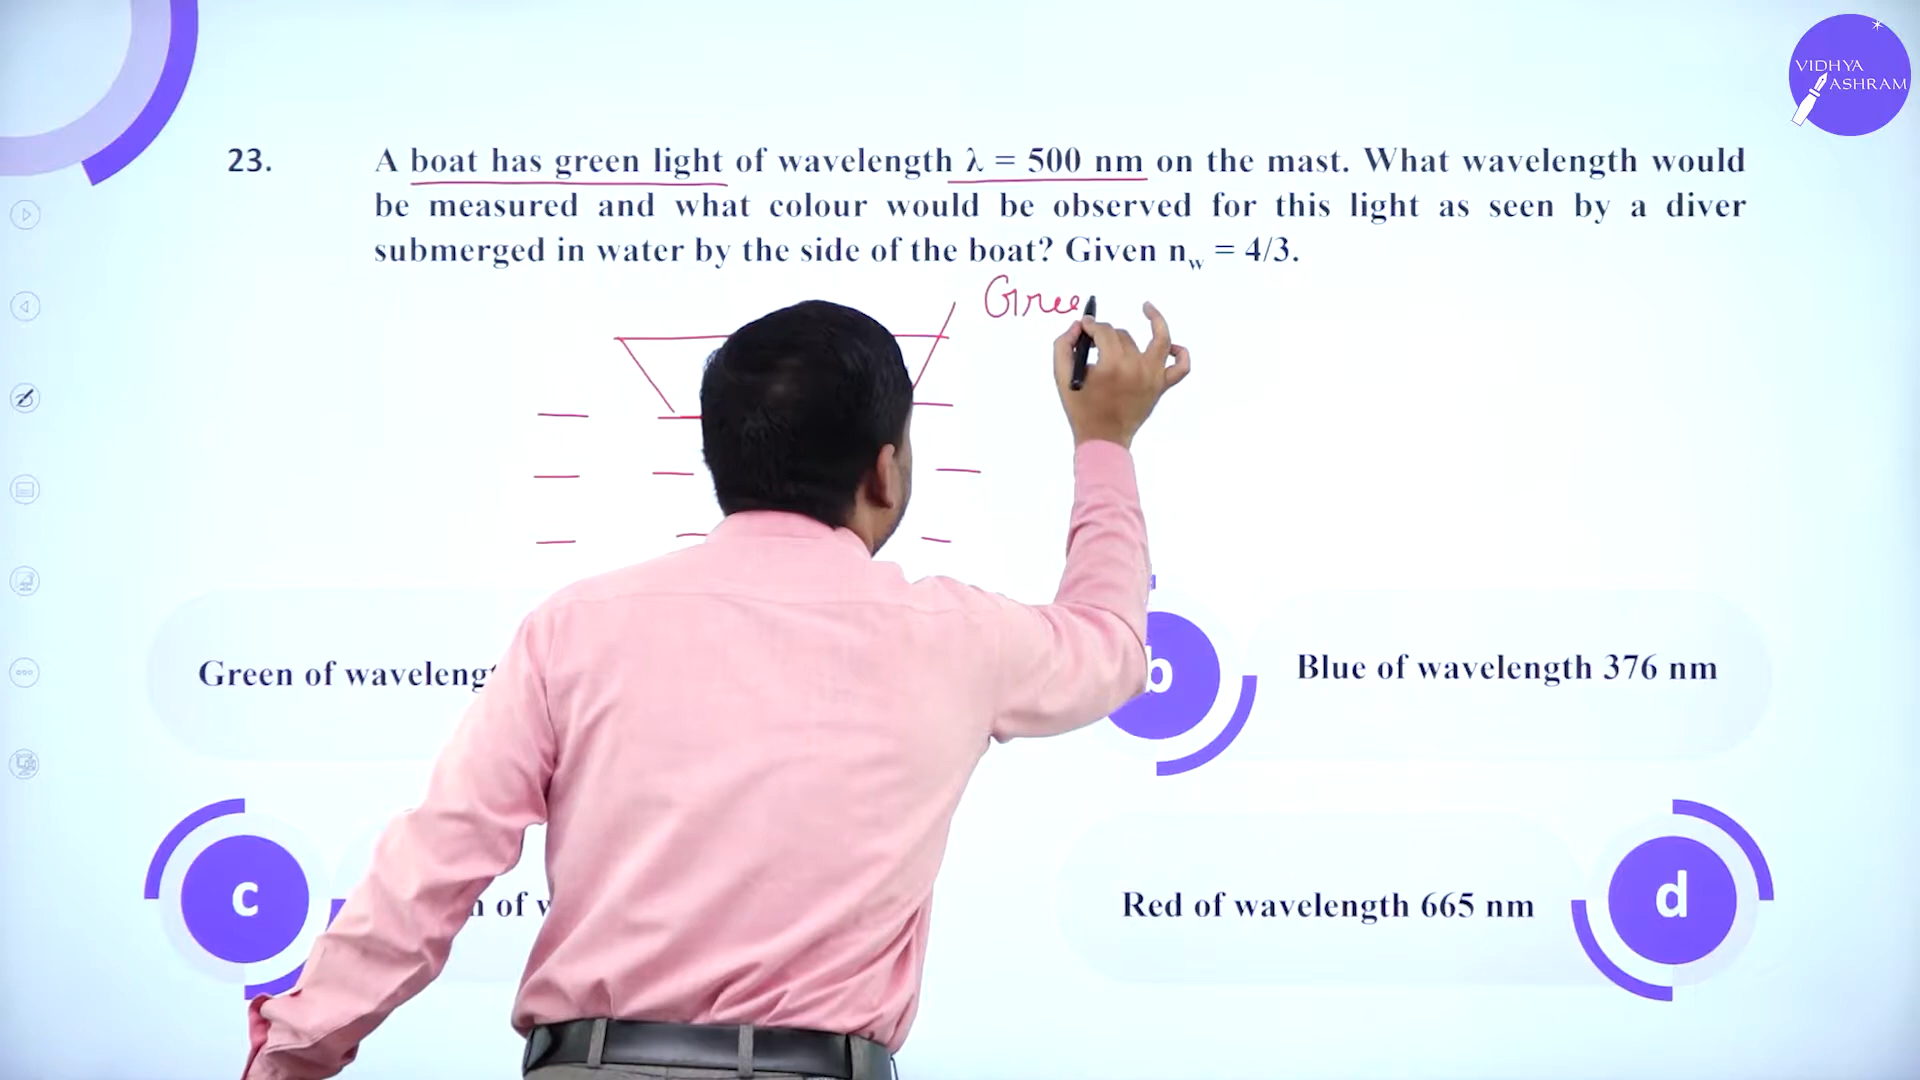 VIDHYA
ASHRAM
23. A boat has green light of wavelength λ = 500 nm on the mast. What wavelength would
be measured and what colour would be observed for this light as seen by a diver
submerged in water by the side of the boat? Given n_w = 4/3.
Gree
Green of
b
Blue of wavelength 376 nm
c
of
Red of wavelength 665 nm
d